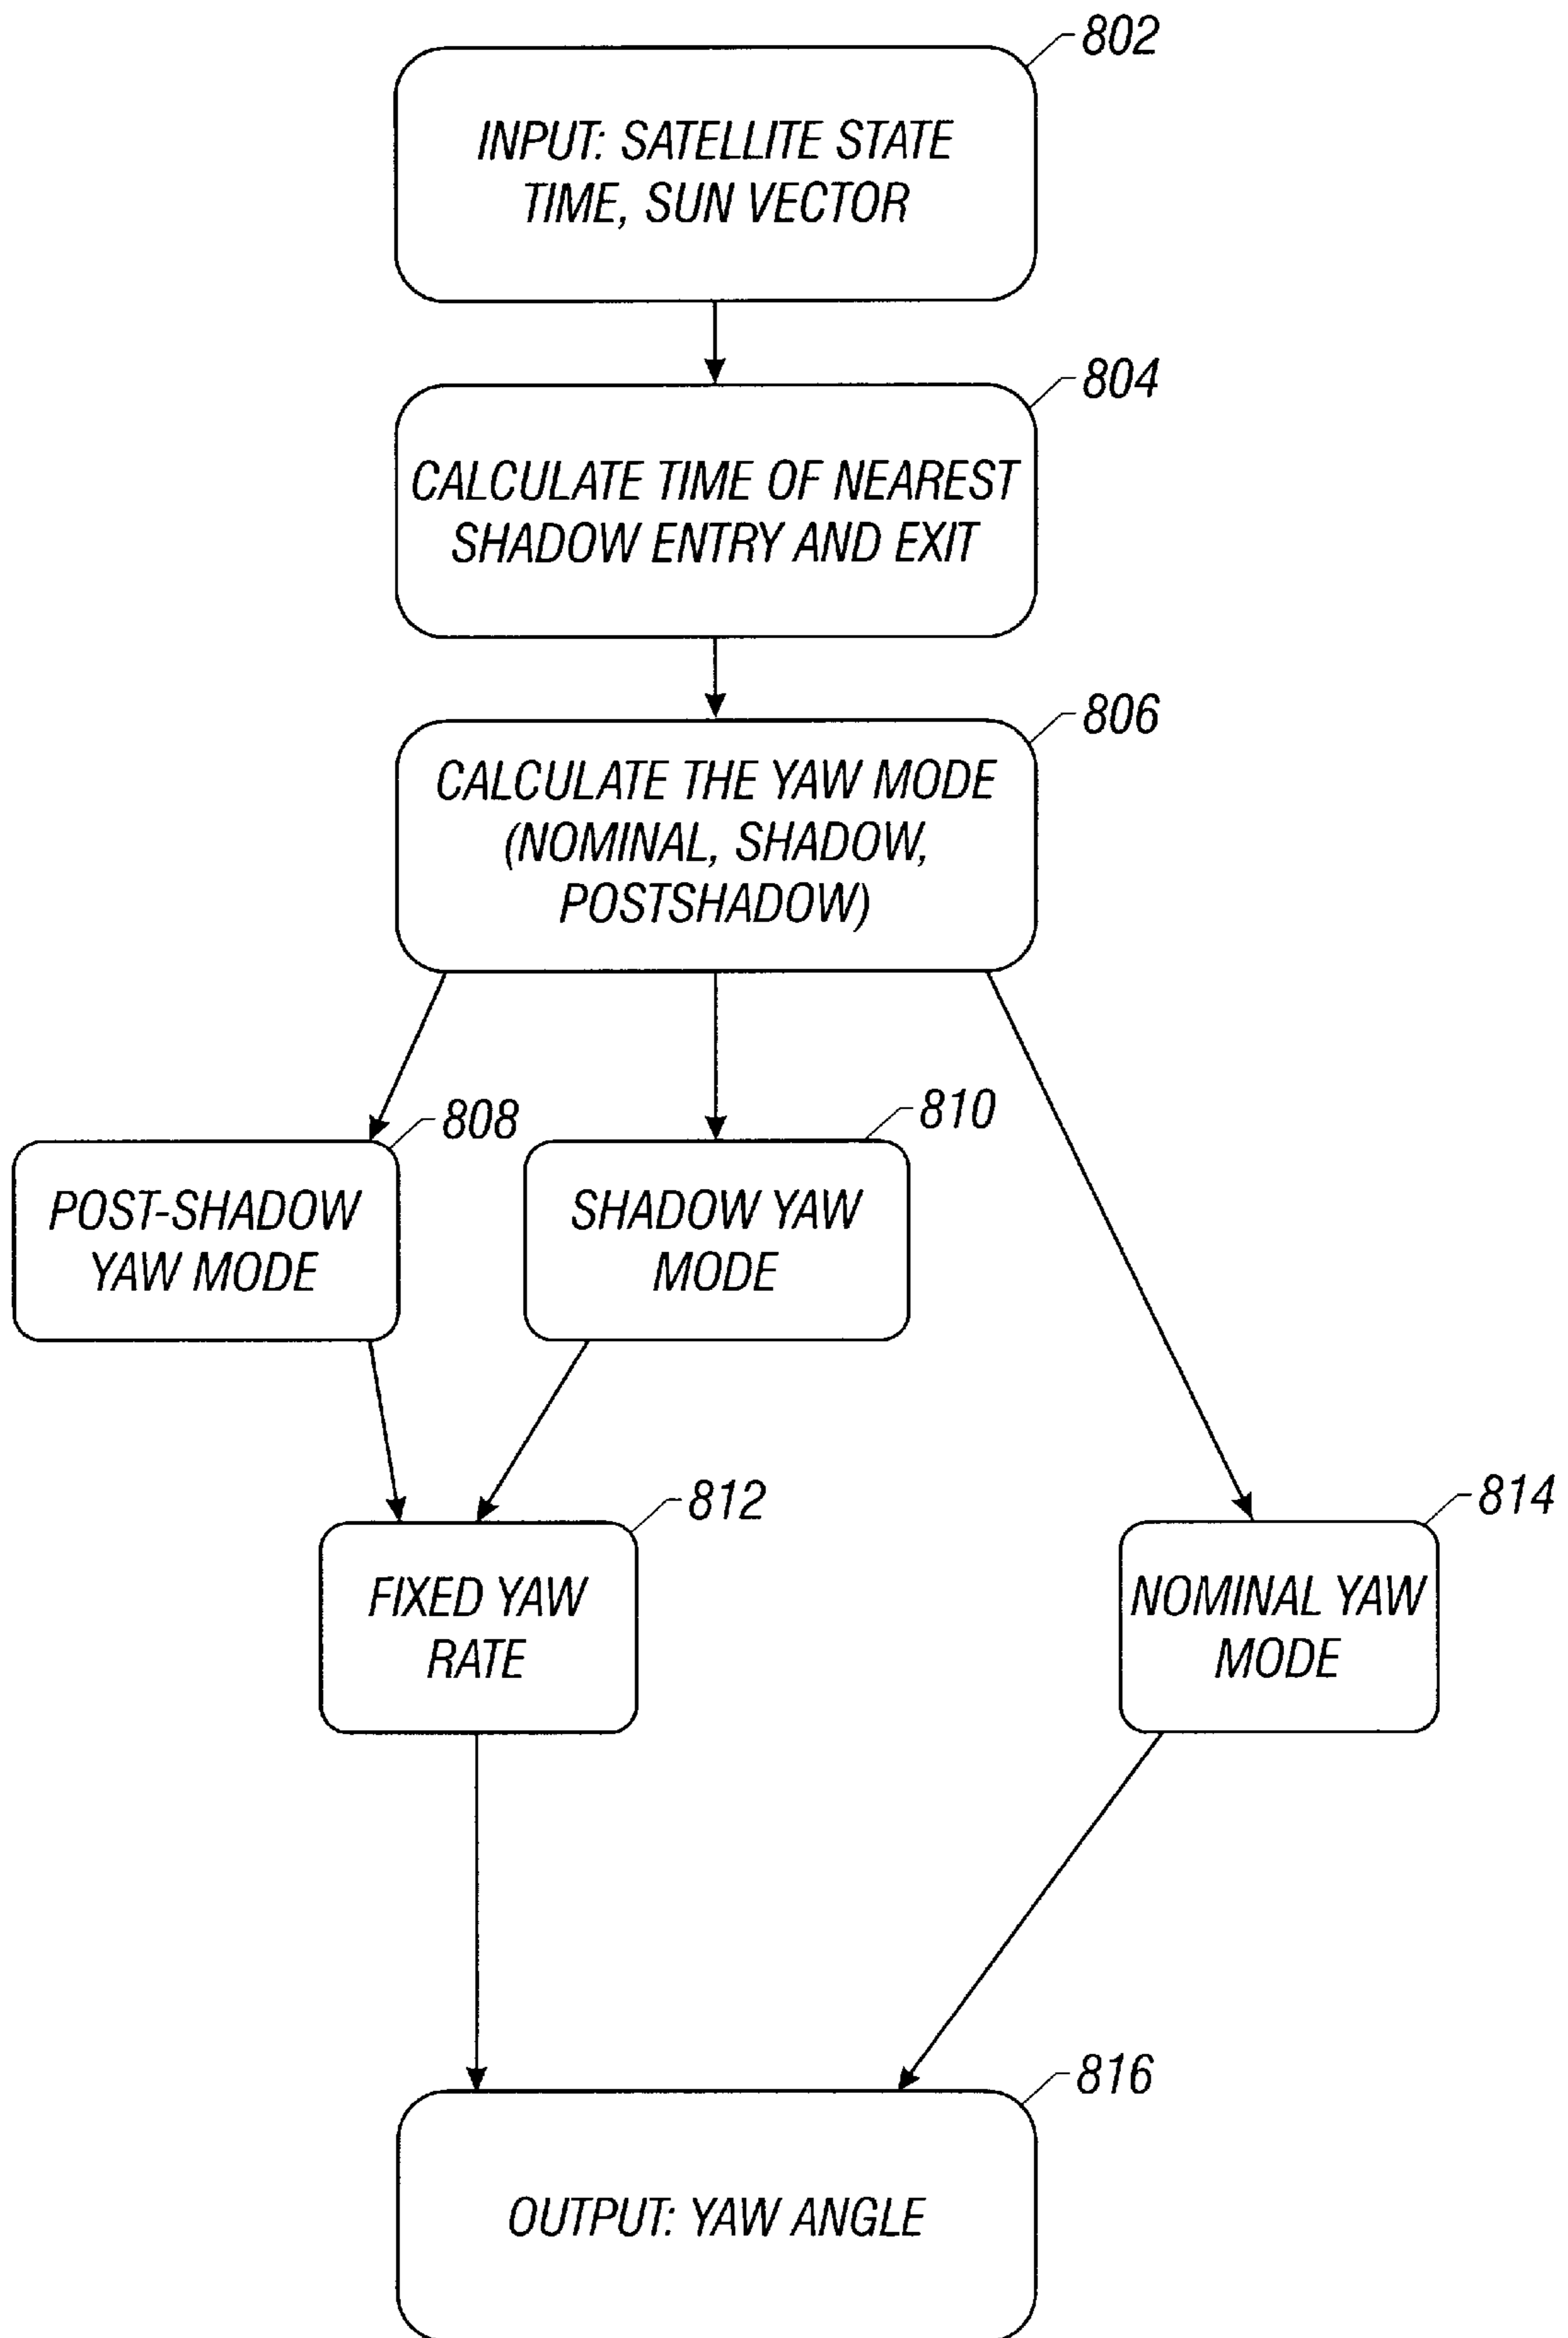 802
INPUT: SATELLITE STATE
TIME, SUN VECTOR
804
CALCULATE TIME OF NEAREST
SHADOW ENTRY AND EXIT
806
CALCULATE THE YAW MODE
(NOMINAL, SHADOW,
POSTSHADOW)
808
POST-SHADOW
YAW MODE
810
SHADOW YAW
MODE
812
FIXED YAW
RATE
814
NOMINAL YAW
MODE
816
OUTPUT: YAW ANGLE